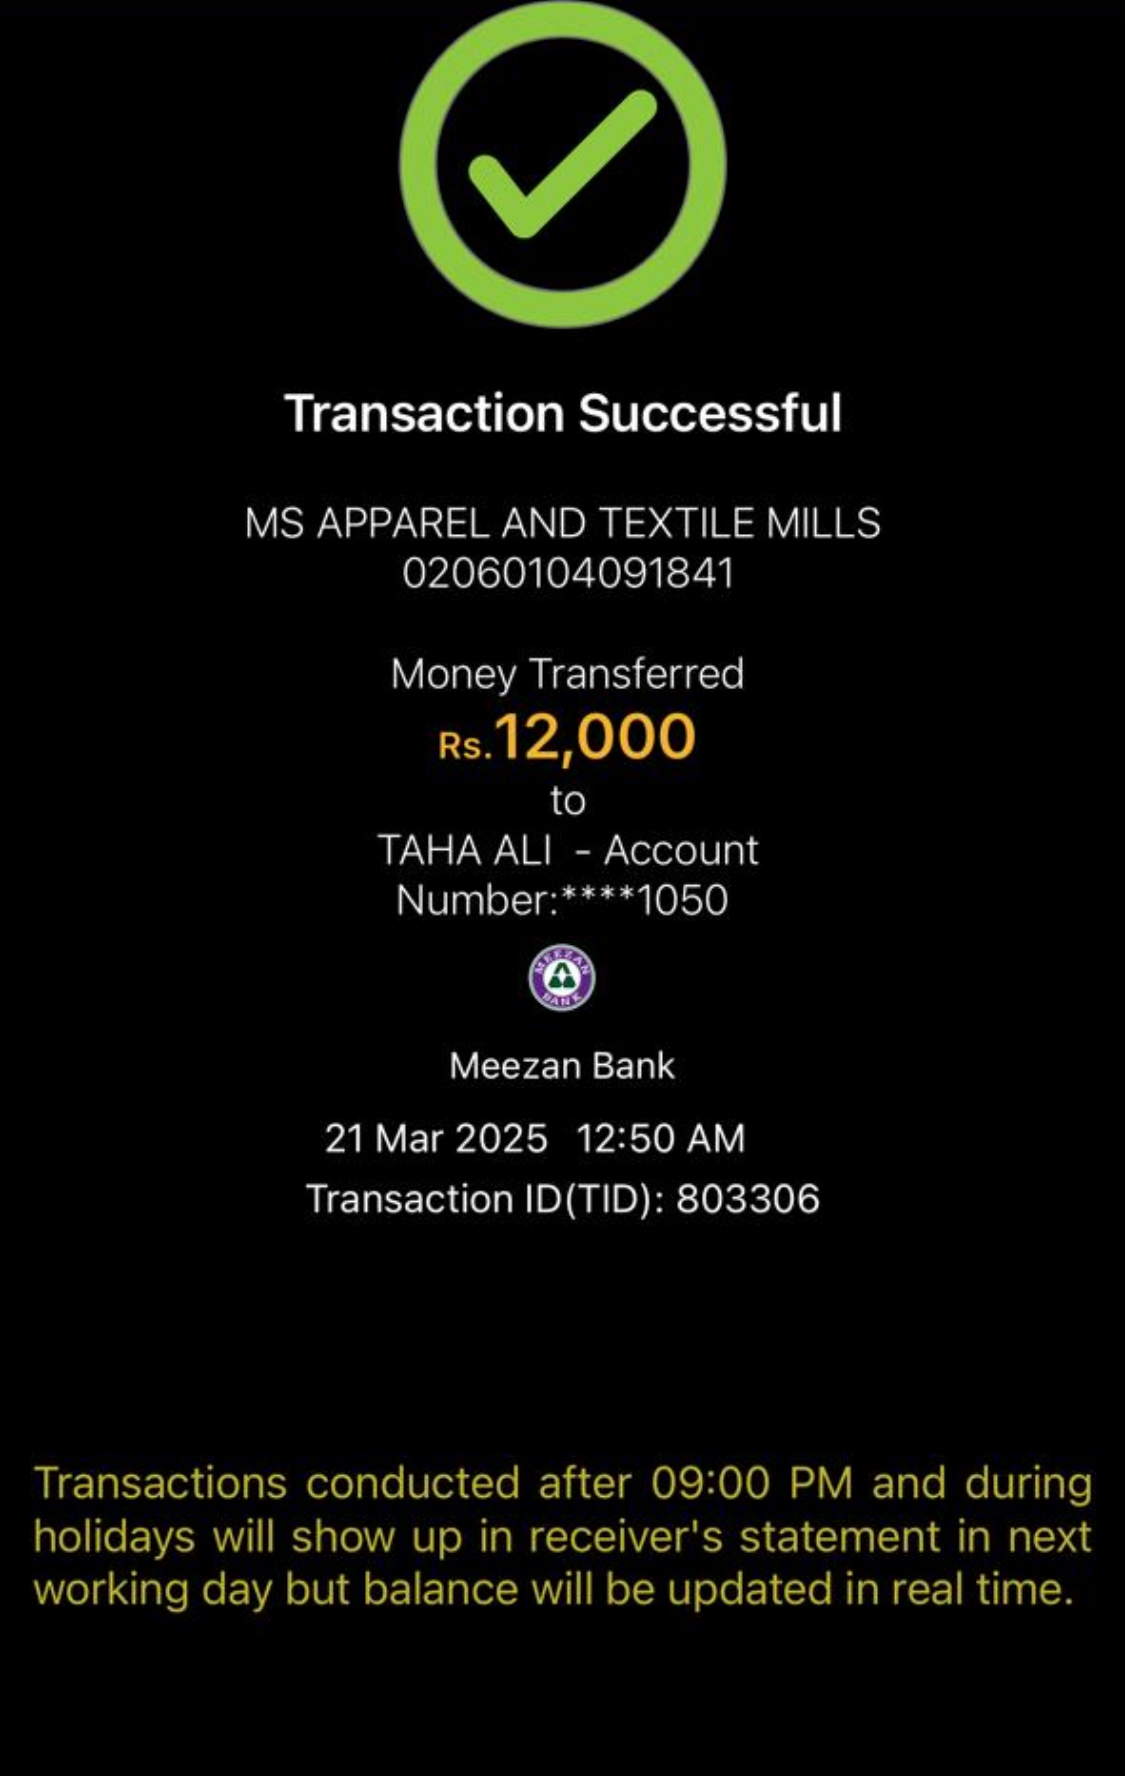 Transaction Successful
MS APPAREL AND TEXTILE MILLS
02060104091841
Money Transferred
Rs.12,000
to
TAHA ALI - Account
Number:****1050
MEEZAN
BANK
Meezan Bank
21 Mar 2025 12:50 AM
Transaction ID(TID): 803306
Transactions conducted after 09:00 PM and during
holidays will show up in receiver's statement in next
working day but balance will be updated in real time.